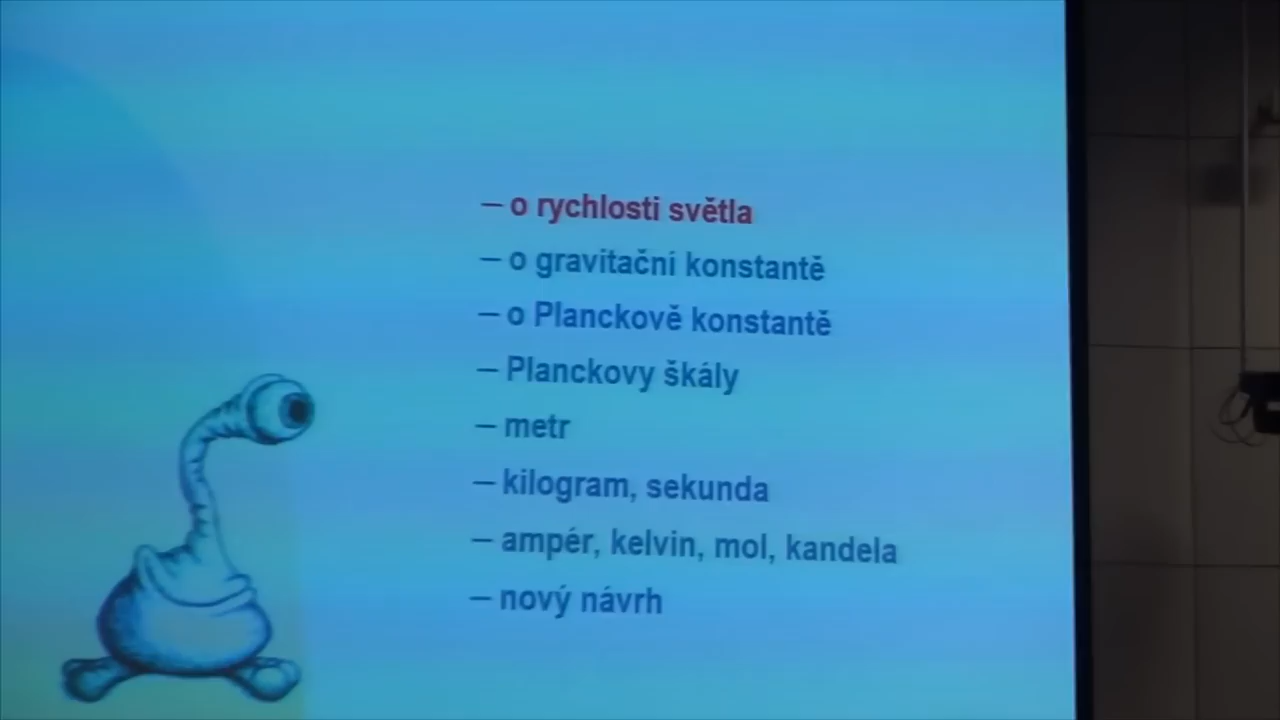 – o rychlosti světla
– o gravitační konstantě
– o Planckově konstantě
– Planckovy škály
– metr
– kilogram, sekunda
– ampér, kelvin, mol, kandela
– nový návrh